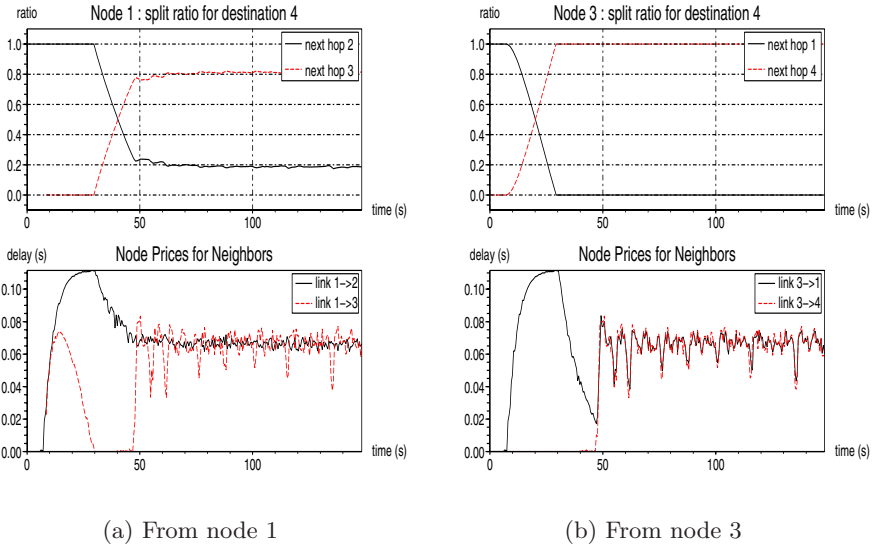 ratio
Node 1 : split ratio for destination 4
1.0
0.8
0.6
0.4
0.2
0.0
next hop 2
next hop 3
0
50
100
time (s)
ratio
Node 3 : split ratio for destination 4
1.0
0.8
0.6
0.4
0.2
0.0
next hop 1
next hop 4
0
50
100
time (s)
delay (s)
Node Prices for Neighbors
0.10
0.08
0.06
0.04
0.02
0.00
link 1->2
link 1->3
0
50
100
time (s)
delay (s)
Node Prices for Neighbors
0.10
0.08
0.06
0.04
0.02
0.00
link 3->1
link 3->4
0
50
100
time (s)
(a) From node 1
(b) From node 3